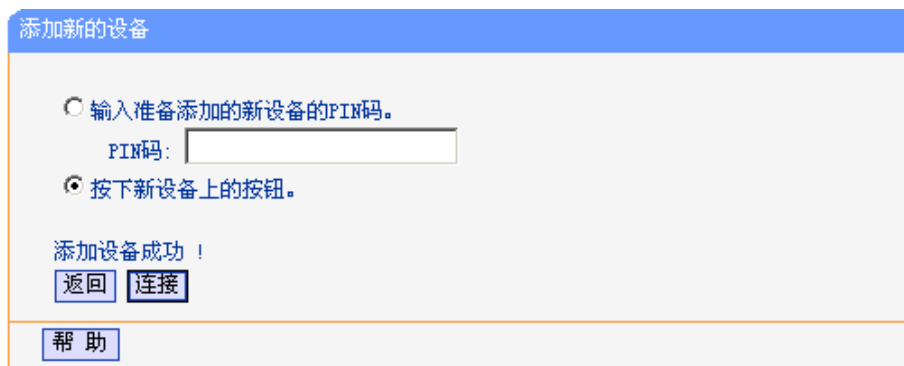 添加新的设备
输入准备添加的新设备的PIN码。
PIN码:
按下新设备上的按钮。
添加设备成功 !
返回 连接
帮 助